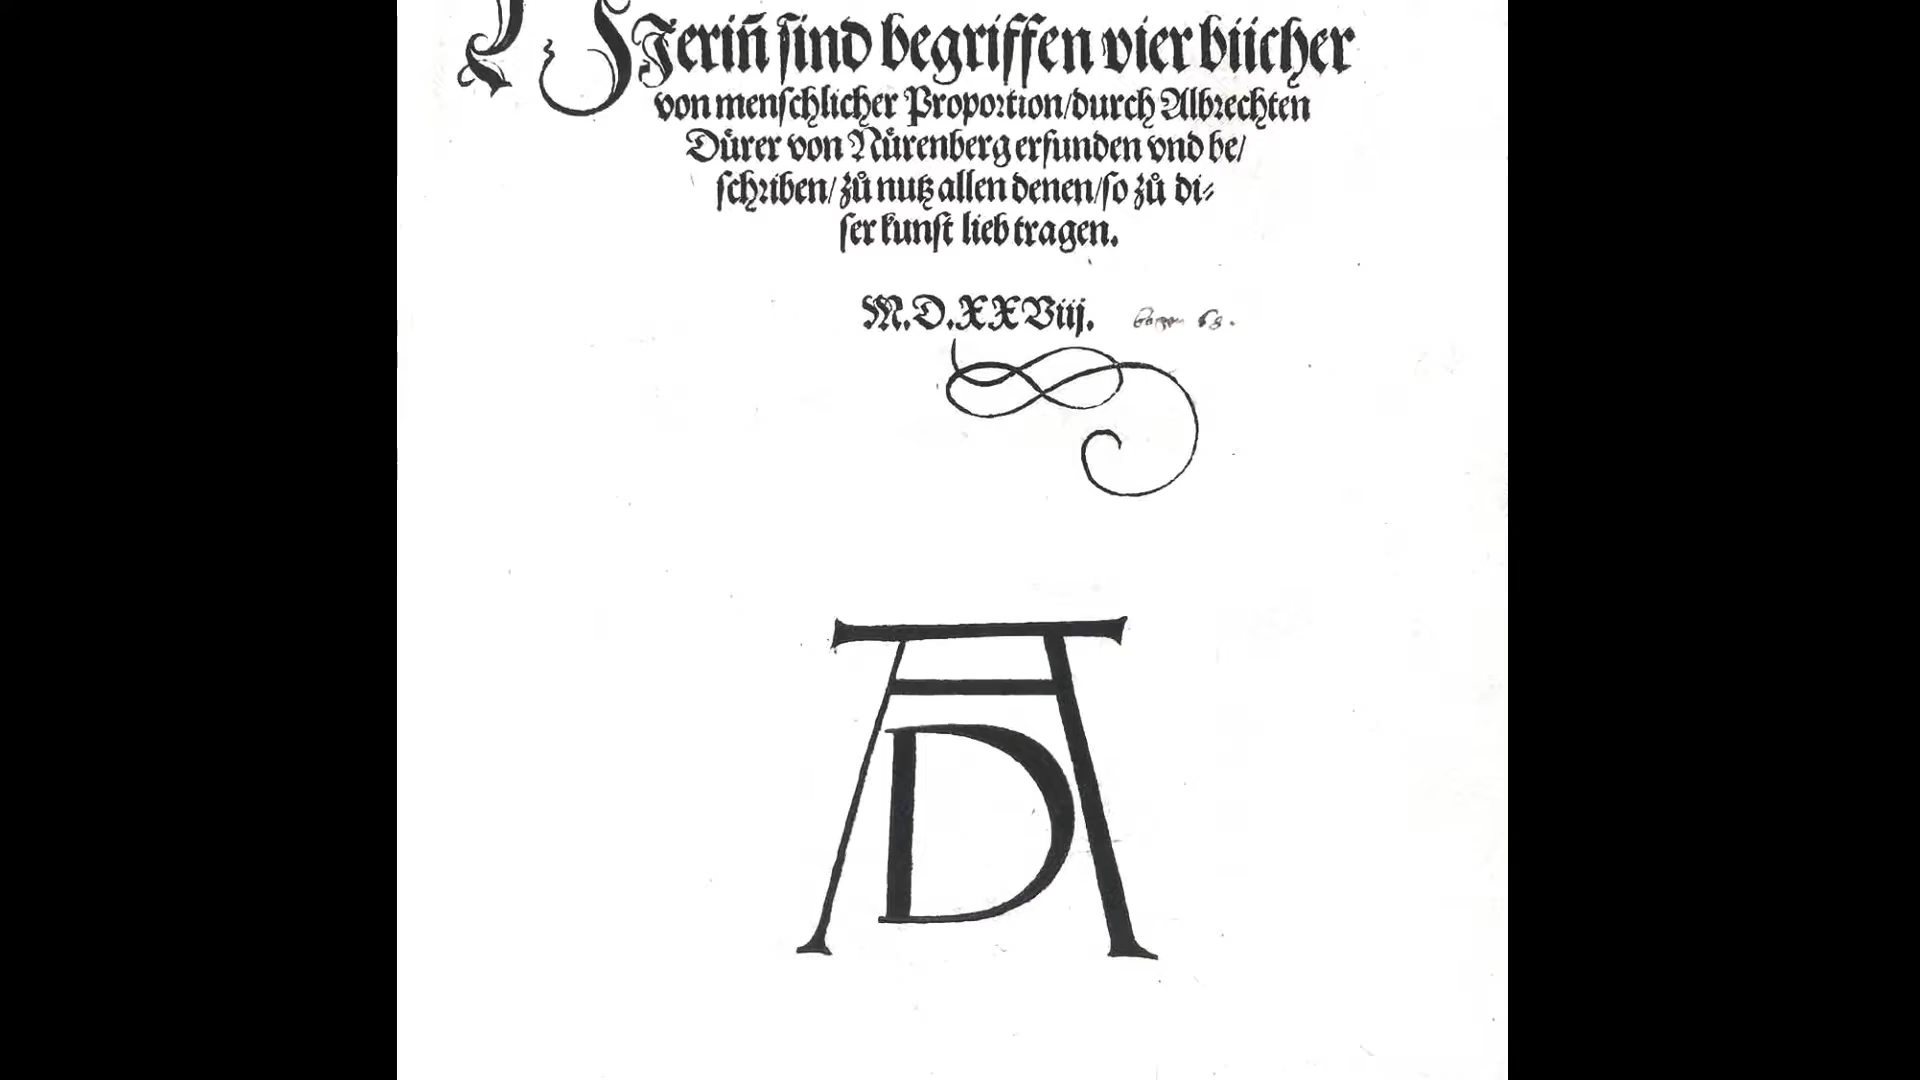 Hierin̄ sind begriffen vier bücher
von menschlicher Proportion/durch Albrechten
Dürer von Nürenberg erfunden vnd be/
schriben/zů nutz allen denen/so zů di-
ser kunst lieb tragen.
M.D.XXViij.
AD